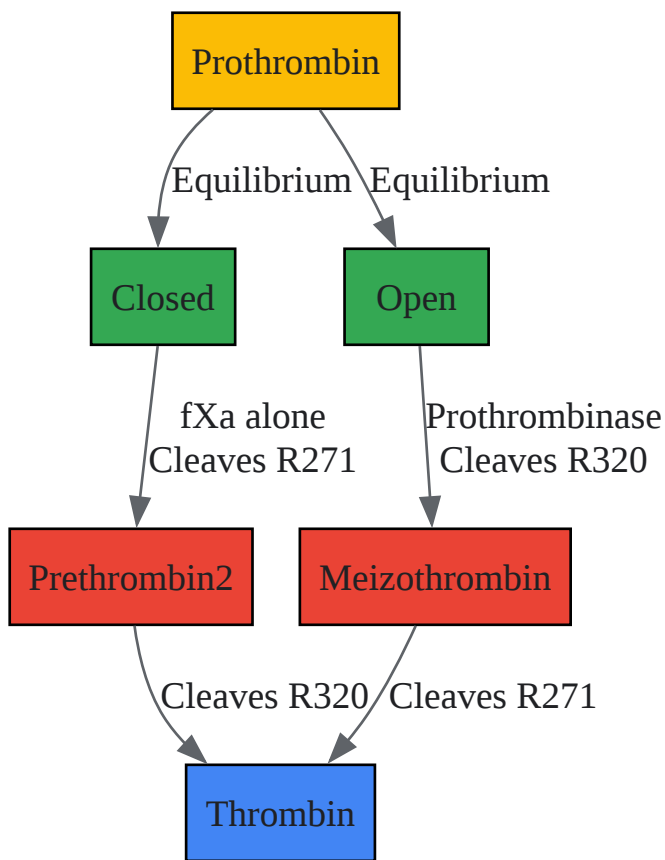 Prothrombin
Equilibrium
Equilibrium
Closed
Open
fXa alone
Cleaves R271
Prothrombinase
Cleaves R320
Prethrombin2
Meizothrombin
Cleaves R320
Cleaves R271
Thrombin